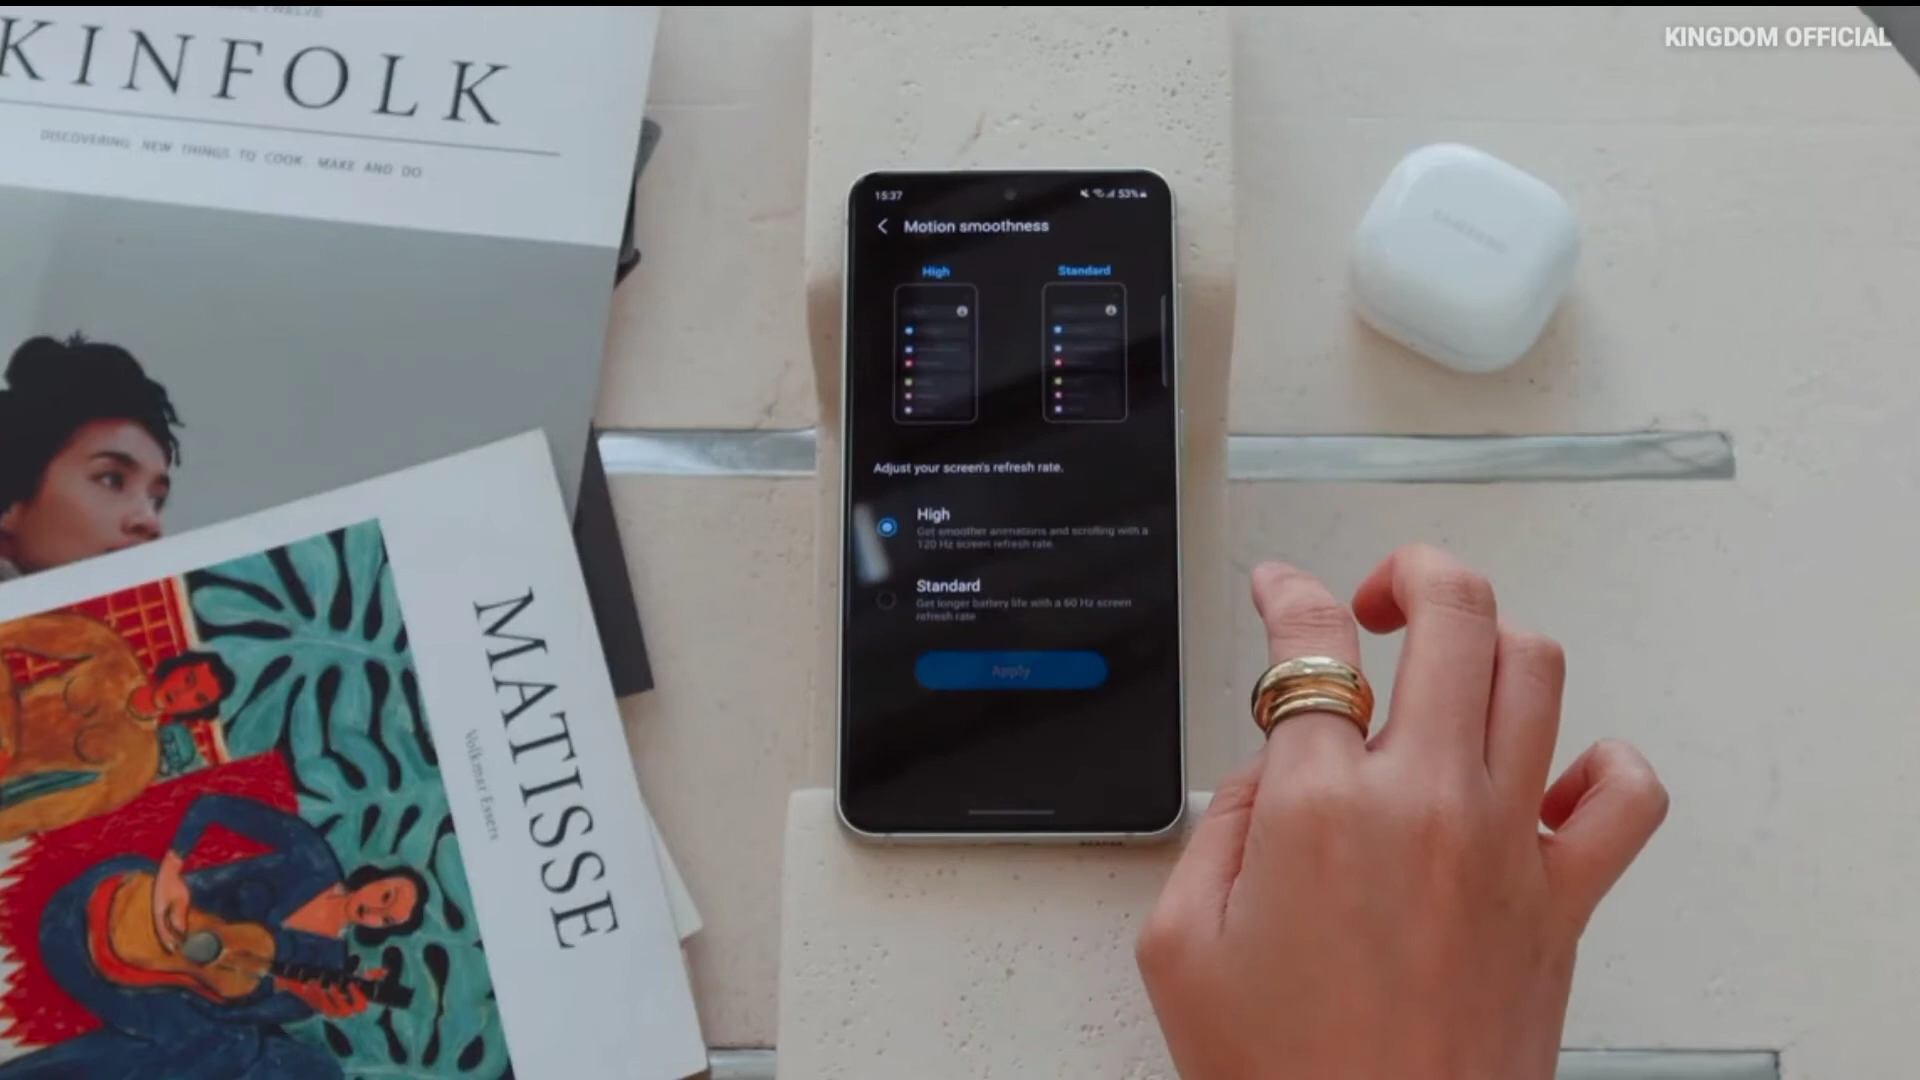 KINGDOM OFFICIAL
KINFOLK
DISCOVERING NEW THINGS TO COOK, MAKE AND DO
15:37
53%
Motion smoothness
High
Standard
Adjust your screen's refresh rate.
High
Get smoother animations and scrolling with a
120 Hz screen refresh rate.
Standard
Get longer battery life with a 60 Hz screen
refresh rate
Apply
SAMSUNG
MATISSE
Volkmar Essers